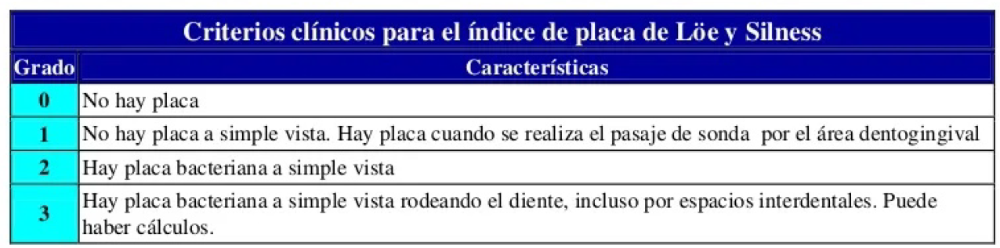 Criterios clínicos para el índice de placa de Löe y Silness
Grado Características
0 No hay placa
1 No hay placa a simple vista. Hay placa cuando se realiza el pasaje de sonda por el área dentogingival
2 Hay placa bacteriana a simple vista
3 Hay placa bacteriana a simple vista rodeando el diente, incluso por espacios interdentales. Puede
haber cálculos.